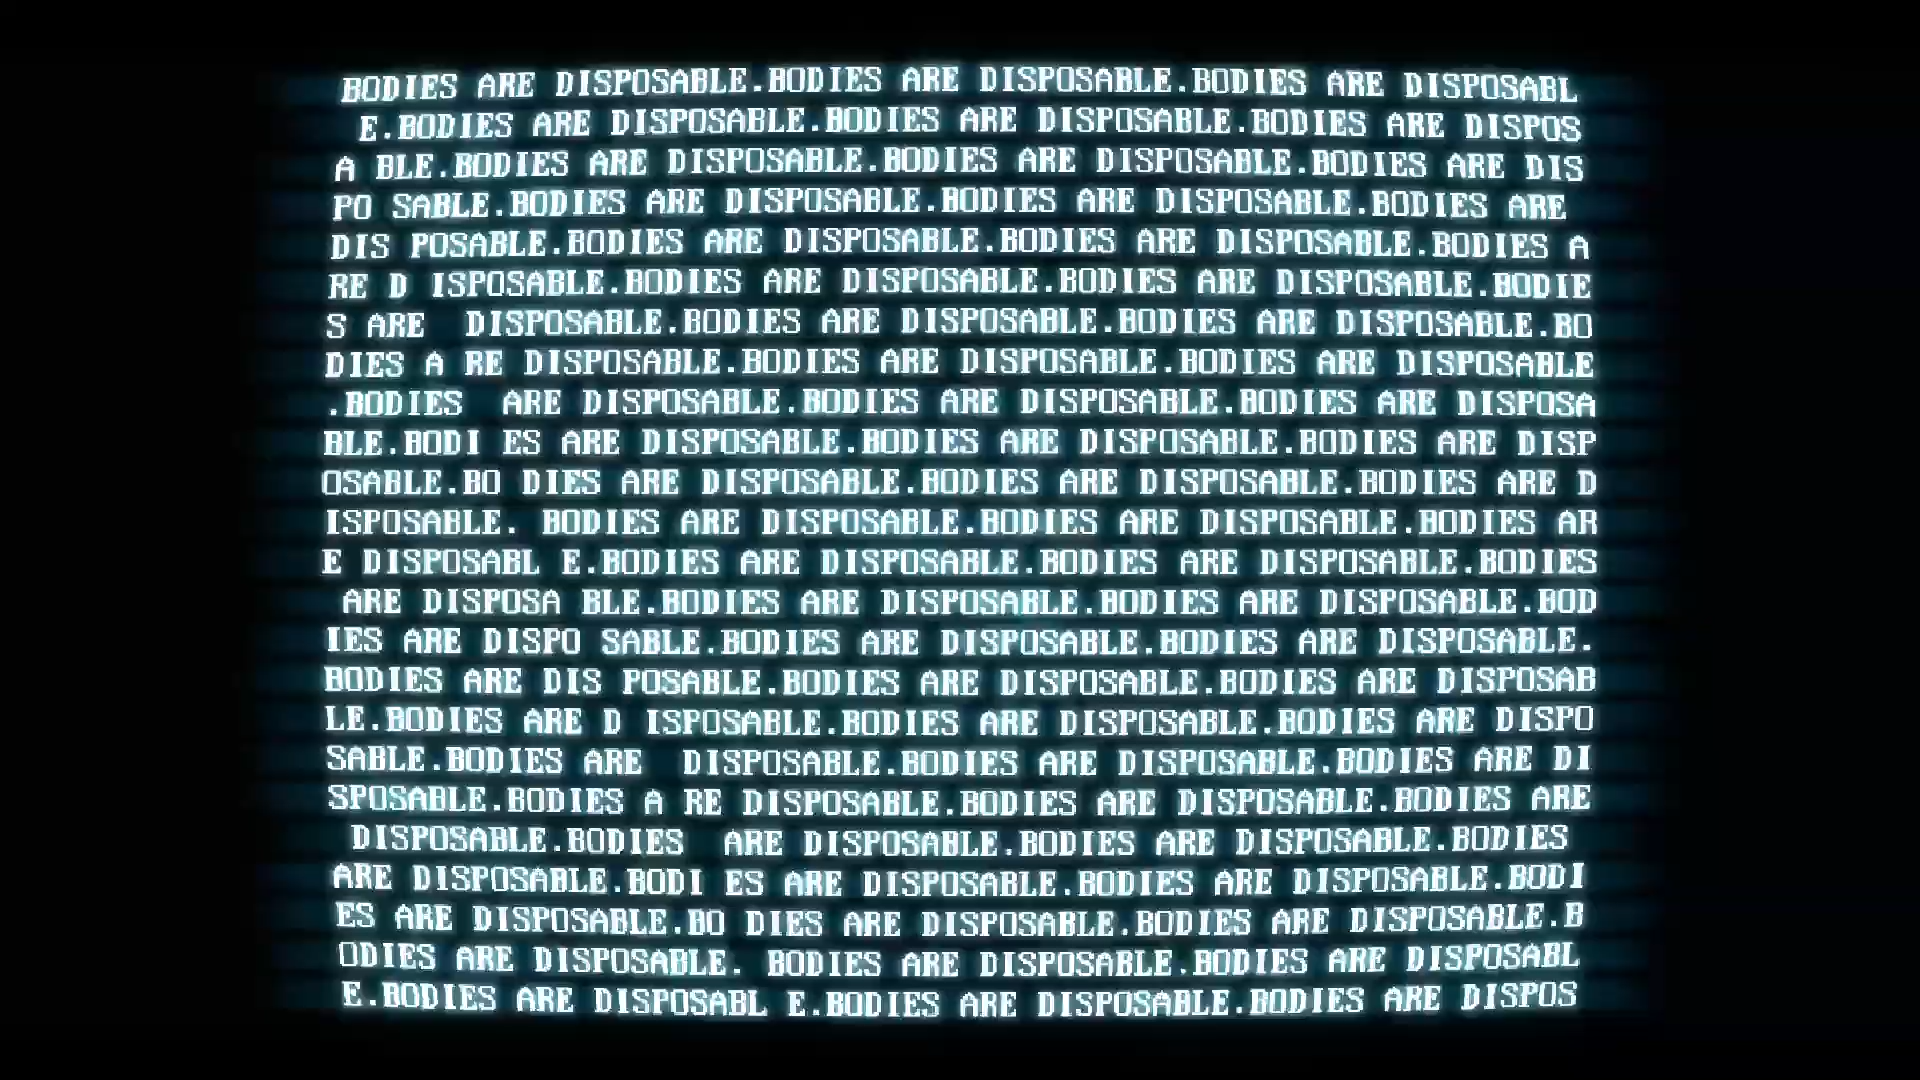 BODIES ARE DISPOSABLE.BODIES ARE DISPOSABLE.BODIES ARE DISPOSABL
E.BODIES ARE DISPOSABLE.BODIES ARE DISPOSABLE.BODIES ARE DISPOS
A BLE.BODIES ARE DISPOSABLE.BODIES ARE DISPOSABLE.BODIES ARE DIS
PO SABLE.BODIES ARE DISPOSABLE.BODIES ARE DISPOSABLE.BODIES ARE
DIS POSABLE.BODIES ARE DISPOSABLE.BODIES ARE DISPOSABLE.BODIES A
RE D ISPOSABLE.BODIES ARE DISPOSABLE.BODIES ARE DISPOSABLE.BODIE
S ARE  DISPOSABLE.BODIES ARE DISPOSABLE.BODIES ARE DISPOSABLE.BO
DIES A RE DISPOSABLE.BODIES ARE DISPOSABLE.BODIES ARE DISPOSABLE
.BODIES  ARE DISPOSABLE.BODIES ARE DISPOSABLE.BODIES ARE DISPOSA
BLE.BODI ES ARE DISPOSABLE.BODIES ARE DISPOSABLE.BODIES ARE DISP
OSABLE.BO DIES ARE DISPOSABLE.BODIES ARE DISPOSABLE.BODIES ARE D
ISPOSABLE. BODIES ARE DISPOSABLE.BODIES ARE DISPOSABLE.BODIES AR
E DISPOSABL E.BODIES ARE DISPOSABLE.BODIES ARE DISPOSABLE.BODIES
ARE DISPOSA BLE.BODIES ARE DISPOSABLE.BODIES ARE DISPOSABLE.BOD
IES ARE DISPO SABLE.BODIES ARE DISPOSABLE.BODIES ARE DISPOSABLE.
BODIES ARE DIS POSABLE.BODIES ARE DISPOSABLE.BODIES ARE DISPOSAB
LE.BODIES ARE D ISPOSABLE.BODIES ARE DISPOSABLE.BODIES ARE DISPO
SABLE.BODIES ARE  DISPOSABLE.BODIES ARE DISPOSABLE.BODIES ARE DI
SPOSABLE.BODIES A RE DISPOSABLE.BODIES ARE DISPOSABLE.BODIES ARE
DISPOSABLE.BODIES  ARE DISPOSABLE.BODIES ARE DISPOSABLE.BODIES
ARE DISPOSABLE.BODI ES ARE DISPOSABLE.BODIES ARE DISPOSABLE.BODI
ES ARE DISPOSABLE.BO DIES ARE DISPOSABLE.BODIES ARE DISPOSABLE.B
ODIES ARE DISPOSABLE. BODIES ARE DISPOSABLE.BODIES ARE DISPOSABL
E.BODIES ARE DISPOSABL E.BODIES ARE DISPOSABLE.BODIES ARE DISPOS